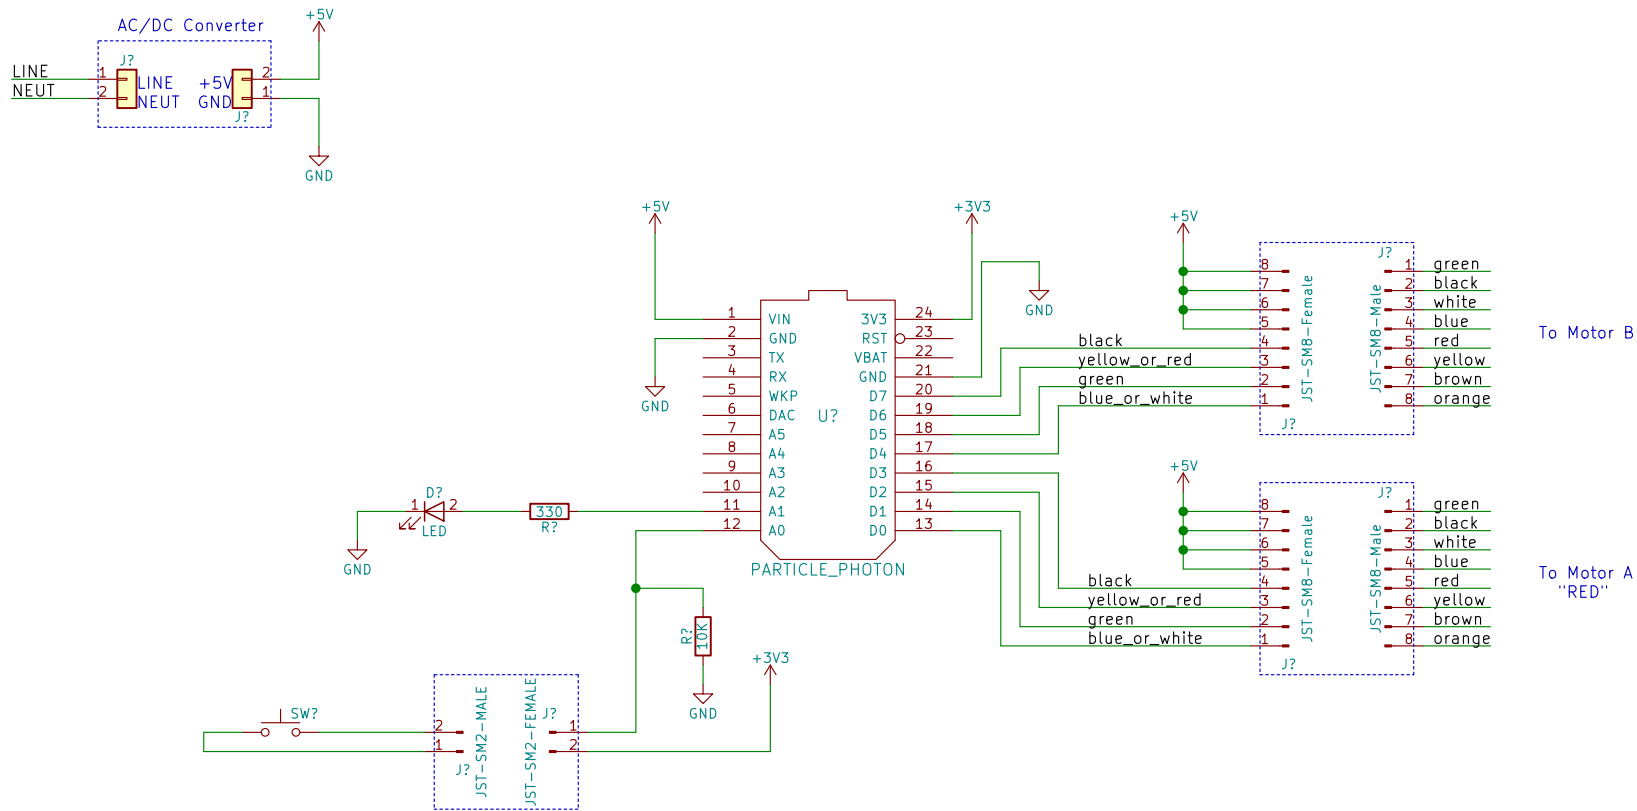 AC/DC Converter
+5V
J?
LINE
1
LINE
+5V
2
NEUT
2
NEUT
GND
1
J?
GND
+5V
+3V3
+5V
GND
1 VIN
3V3 24
2 GND
RST 23
3 TX
VBAT 22
4 RX
GND 21
5 WKP
D7 20
6 DAC
D6 19
7 A5
D5 18
8 A4
D4 17
9 A3
D3 16
10 A2
D2 15
11 A1
D1 14
12 A0
D0 13
U?
PARTICLE_PHOTON
GND
black
yellow_or_red
green
blue_or_white
8
7
6
5
4
3
2
1
JST-SM8-Female
J?
J?
JST-SM8-Male
1 green
2 black
3 white
4 blue
5 red
6 yellow
7 brown
8 orange
To Motor B
+5V
black
yellow_or_red
green
blue_or_white
8
7
6
5
4
3
2
1
JST-SM8-Female
J?
J?
JST-SM8-Male
1 green
2 black
3 white
4 blue
5 red
6 yellow
7 brown
8 orange
To Motor A
"RED"
D?
1
2
LED
330
R?
GND
R?
10K
GND
+3V3
SW?
2
1
J?
JST-SM2-MALE
JST-SM2-FEMALE
J?
1
2